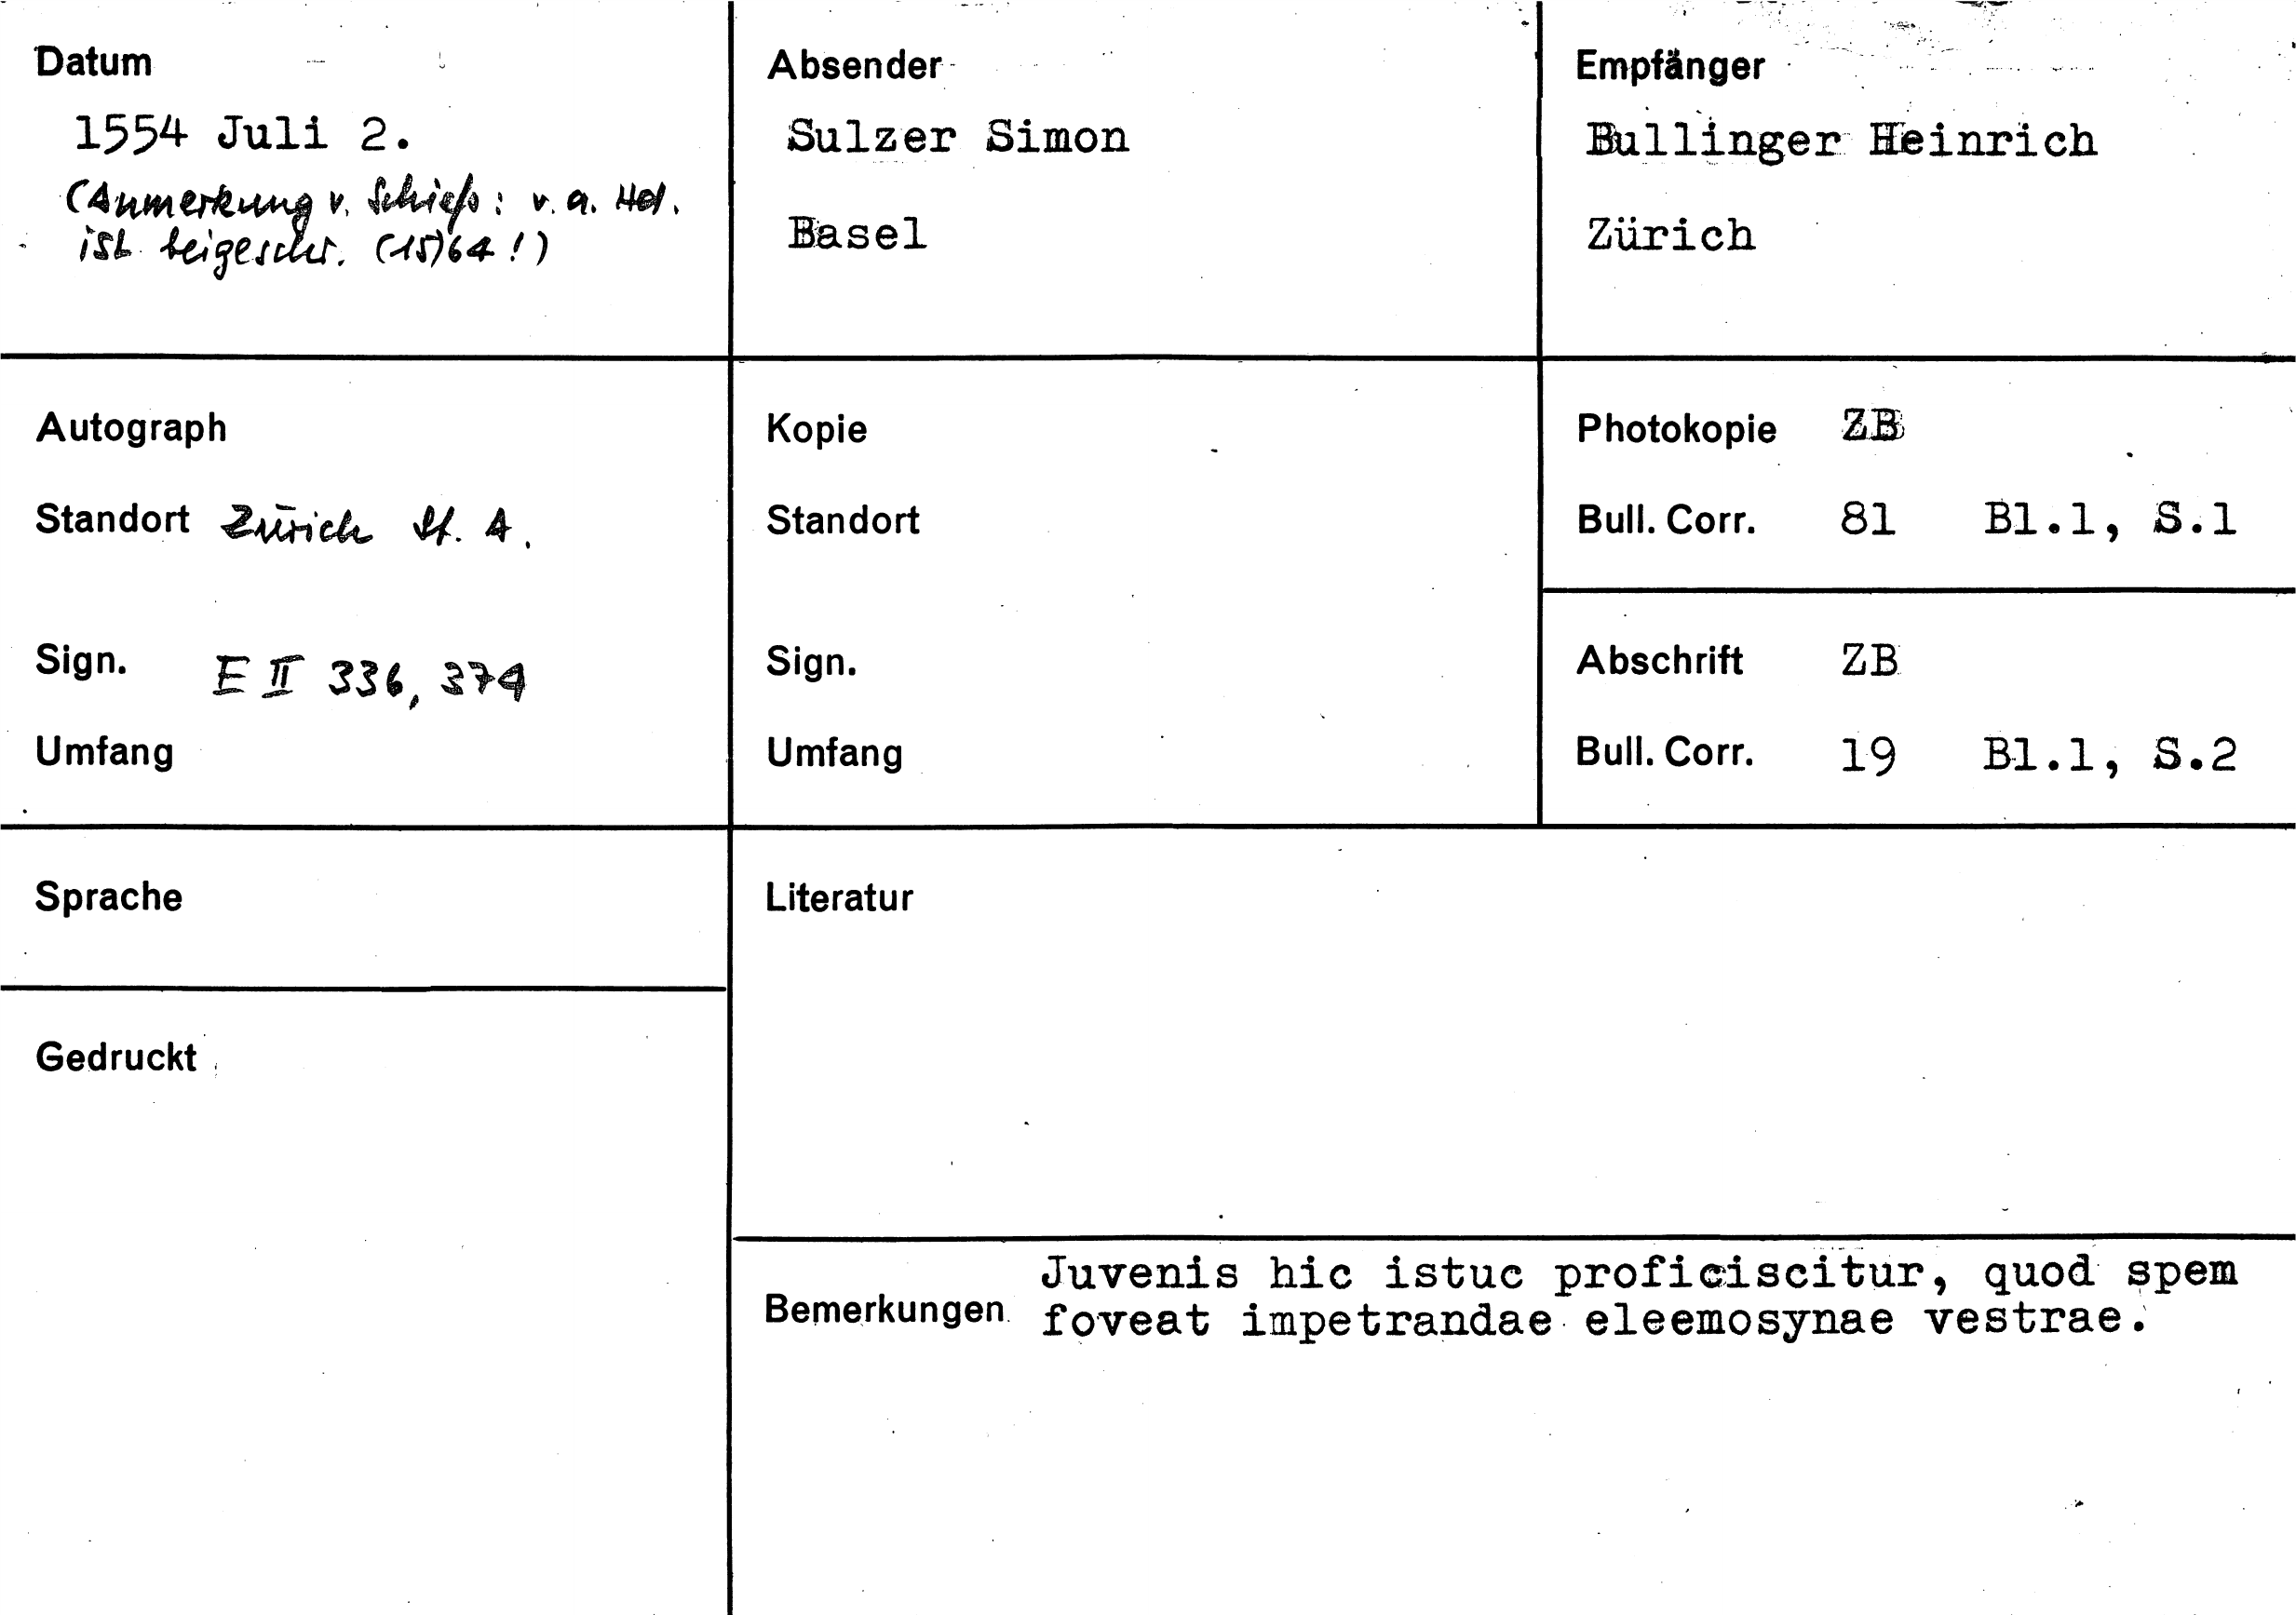 Datum
1554 Juli 2.
(Anmerkung v. Schieß: v. a. Hd.
ist beigeschr. (15)64!)
Absender
Sulzer Simon
Basel
Empfänger
Bullinger Heinrich
Zürich
Autograph
Standort Zürich St. A.
Sign. E II 336, 374
Umfang
Kopie
Standort
Sign.
Umfang
Photokopie ZB
Bull. Corr. 81 Bl.1, S.1
Abschrift ZB
Bull. Corr. 19 Bl.1, S.2
Sprache
Gedruckt
Literatur
Bemerkungen
Juvenis hic istuc proficiscitur, quod spem
foveat impetrandae eleemosynae vestrae.